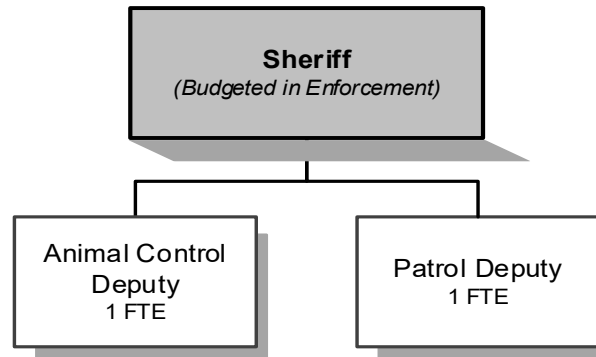 Sheriff
(Budgeted in Enforcement)
Animal Control
Deputy
1 FTE
Patrol Deputy
1 FTE